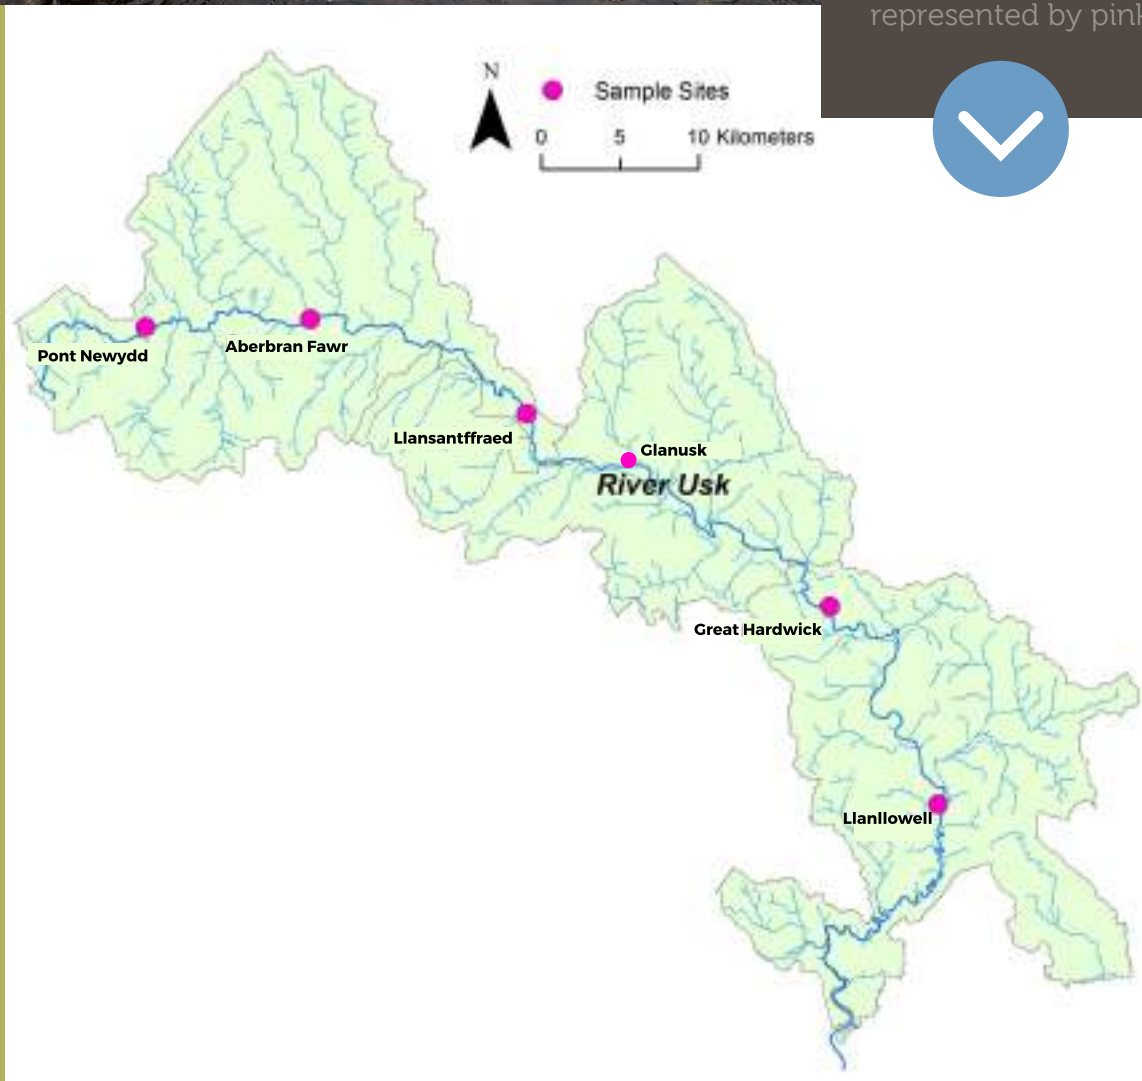 represented by pink
N
Sample Sites
0 5 10 Kilometers
Pont Newydd
Aberbran Fawr
Llansantffraed
Glanusk
River Usk
Great Hardwick
Llanllowell